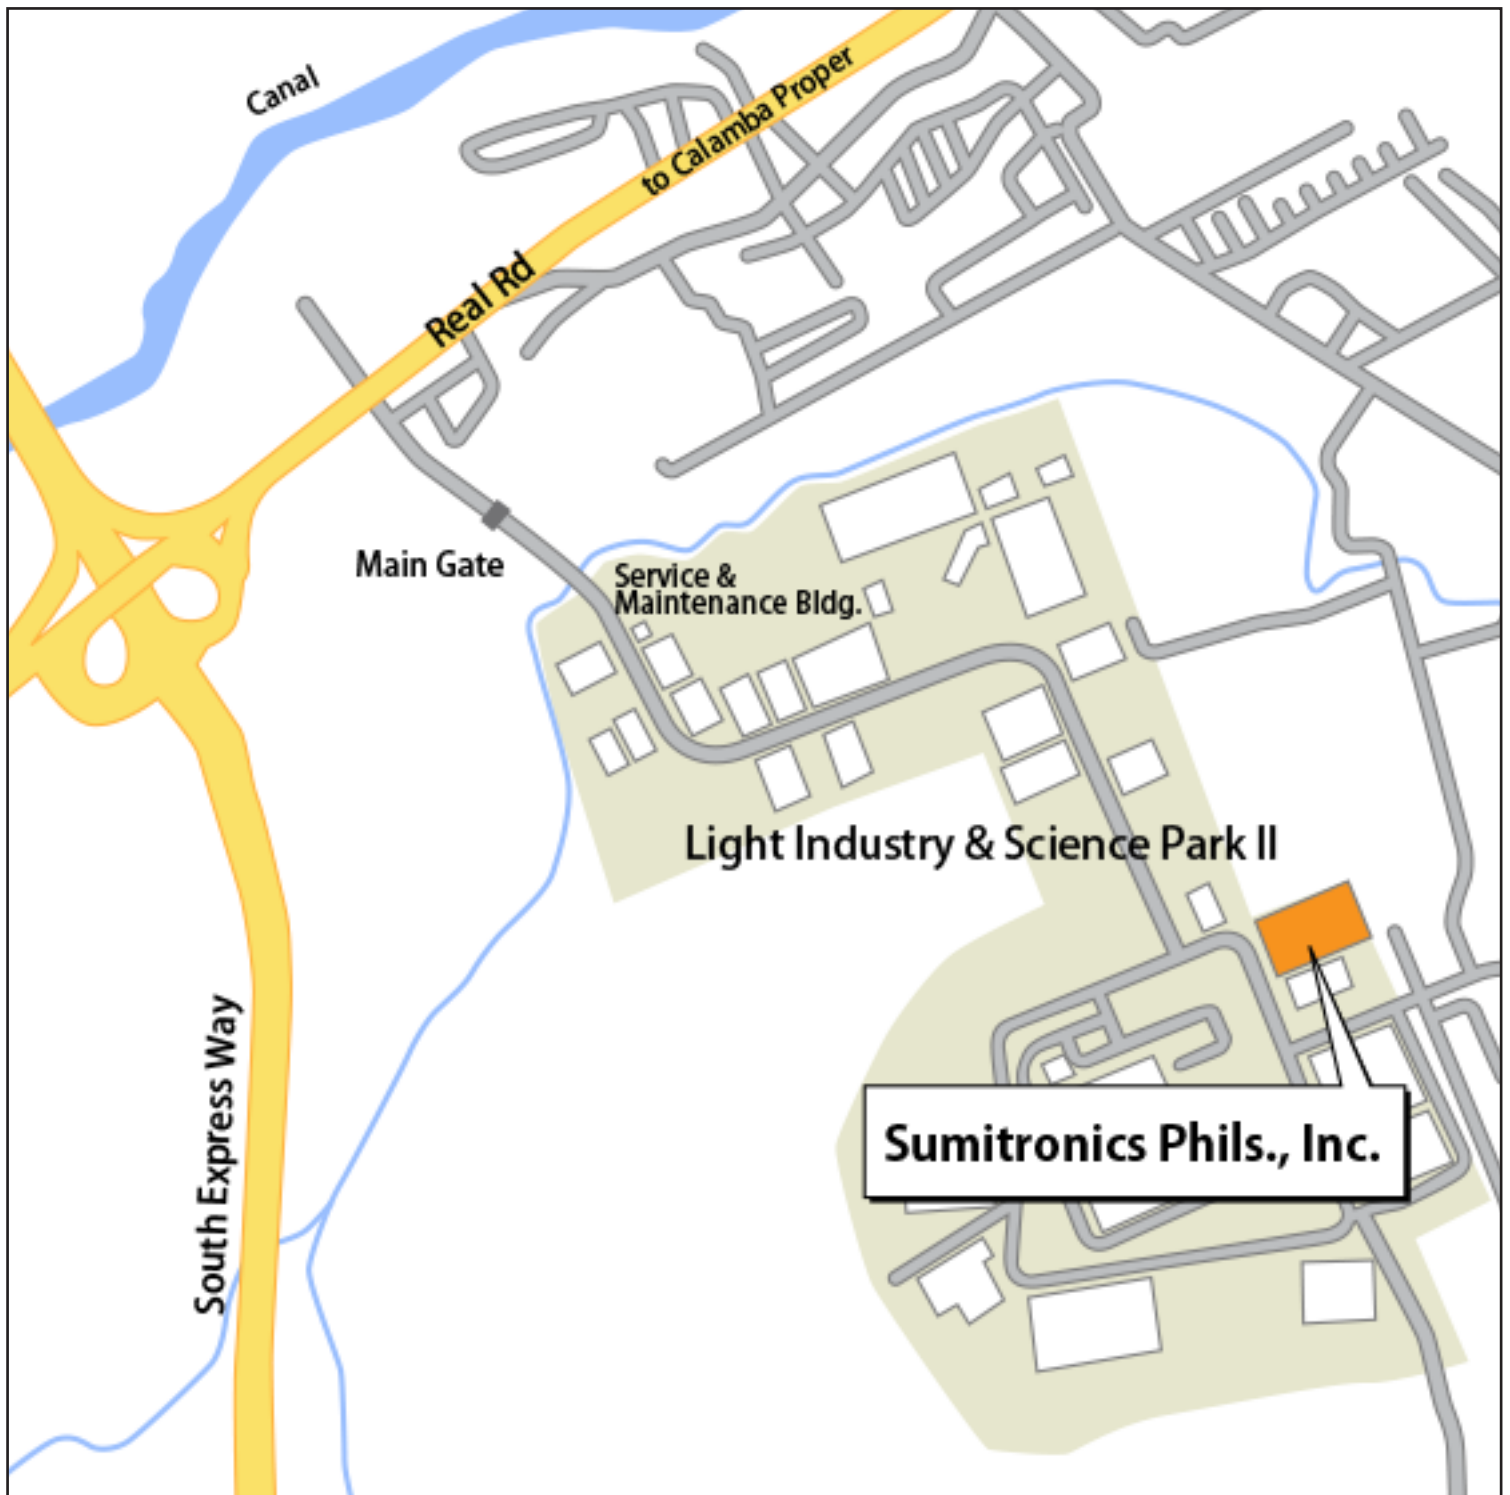 Canal
to Calamba Proper
Real Rd
Main Gate
Service &
Maintenance Bldg.
Light Industry & Science Park II
South Express Way
Sumitronics Phils., Inc.